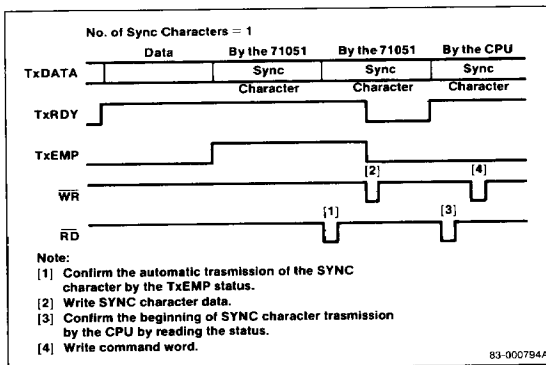 No. of Sync Characters = 1
Data By the 71051 By the 71051 By the CPU
TxDATA Sync Sync Sync
Character Character Character
TxRDY
TxEMP
[2] [4]
WR
[1] [3]
RD
Note:
[1] Confirm the automatic trasmission of the SYNC
character by the TxEMP status.
[2] Write SYNC character data.
[3] Confirm the beginning of SYNC character trasmission
by the CPU by reading the status.
[4] Write command word.
83-000794A